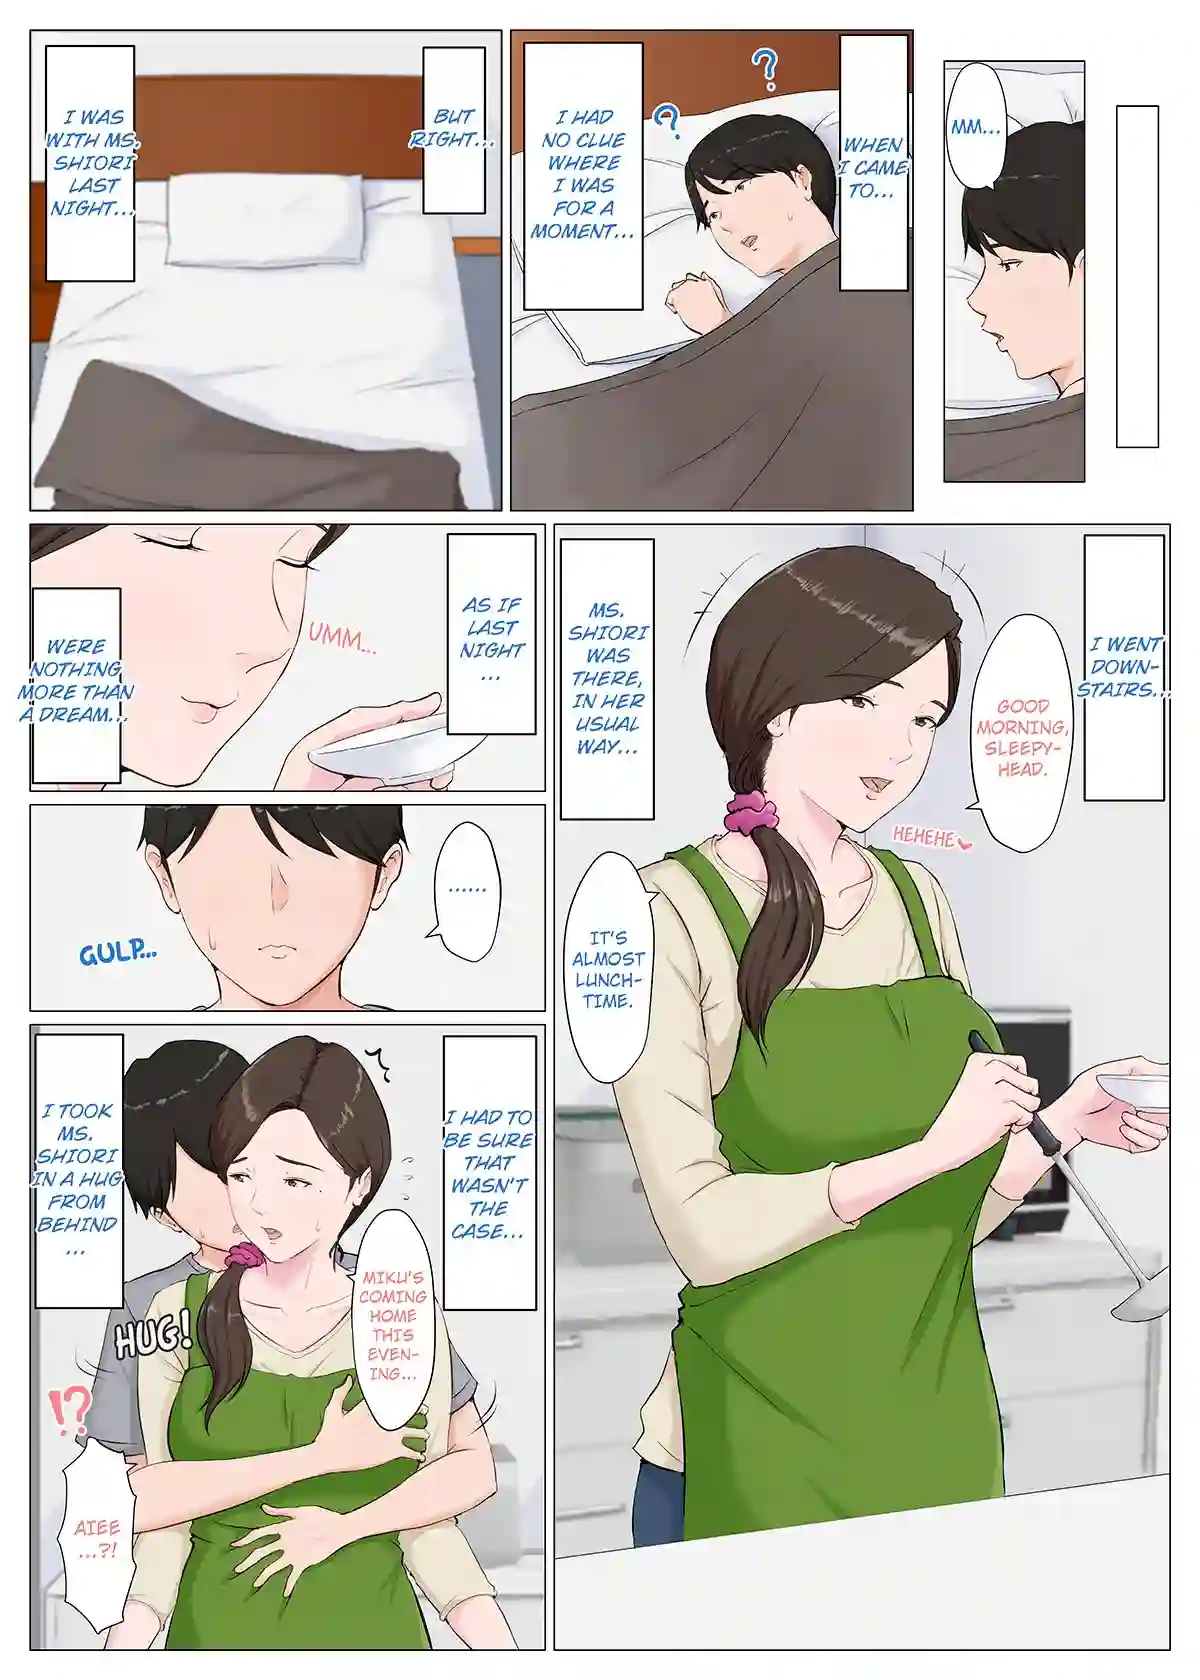 MM...
WHEN
I CAME
TO...
?
?
I HAD
NO CLUE
WHERE
I WAS
FOR A
MOMENT...
BUT
RIGHT...
I WAS
WITH MS.
SHIORI
LAST
NIGHT...
I WENT
DOWN-
STAIRS...
GOOD
MORNING,
SLEEPY-
HEAD.
HEHEHE
MS.
SHIORI
WAS
THERE,
IN HER
USUAL
WAY...
IT'S
ALMOST
LUNCH-
TIME.
AS IF
LAST
NIGHT
...
UMM...
WERE
NOTHING
MORE THAN
A DREAM...
......
GULP...
I HAD TO
BE SURE
THAT
WASN'T
THE
CASE...
I TOOK
MS.
SHIORI
IN A HUG
FROM
BEHIND
...
MIKU'S
COMING
HOME
THIS
EVEN-
ING...
HUG!
!?
AIEE
...?!